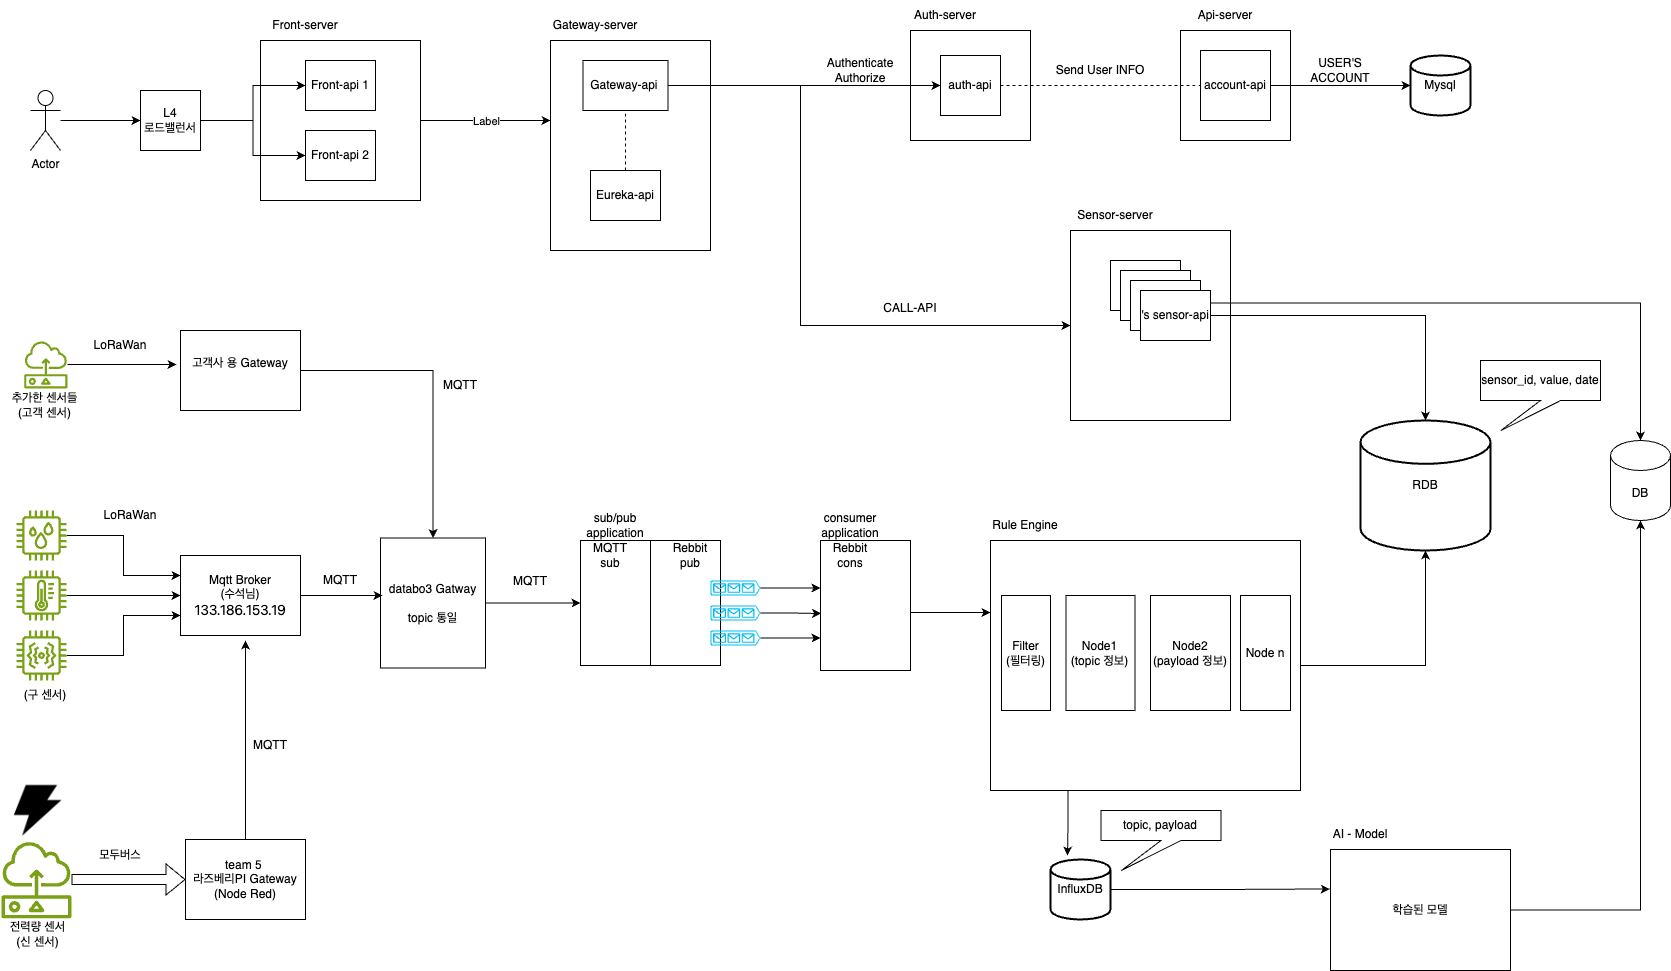 Front-server
Gateway-server
Auth-server
Api-server
Front-api 1
Front-api 2
Gateway-api
Eureka-api
Authenticate
Authorize
auth-api
Send User INFO
account-api
USER'S
ACCOUNT
Mysql
L4
로드밸런서
Label
Actor
Sensor-server
's sensor-api
CALL-API
LoRaWan
고객사 용 Gateway
추가한 센서들
(고객 센서)
MQTT
sensor_id, value, date
RDB
DB
LoRaWan
Mqtt Broker
(수석님)
133.186.153.19
(구 센서)
MQTT
databo3 Gatway
topic 통일
MQTT
sub/pub
application
MQTT
sub
Rebbit
pub
consumer
application
Rebbit
cons
Rule Engine
Filter
(필터링)
Node1
(topic 정보)
Node2
(payload 정보)
Node n
MQTT
모두버스
team 5
라즈베리PI Gateway
(Node Red)
전력량 센서
(신 센서)
topic, payload
InfluxDB
AI - Model
학습된 모델